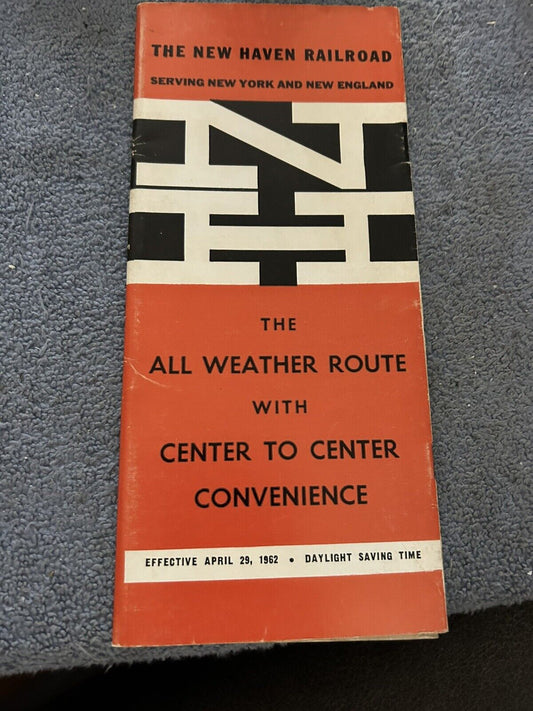 THE NEW HAVEN RAILROAD
SERVING NEW YORK AND NEW ENGLAND
N
H
THE
ALL WEATHER ROUTE
WITH
CENTER TO CENTER
CONVENIENCE
EFFECTIVE APRIL 29, 1962 • DAYLIGHT SAVING TIME